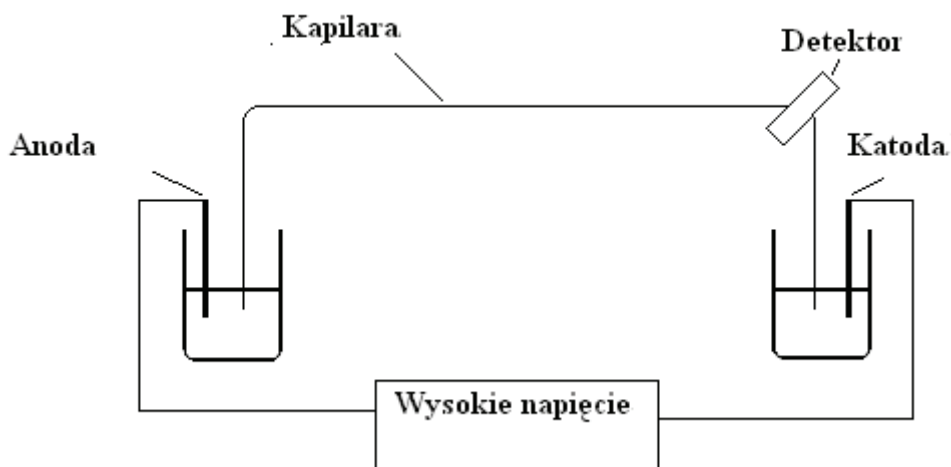 Kapilara
Detektor
Anoda
Katoda
Wysokie napięcie